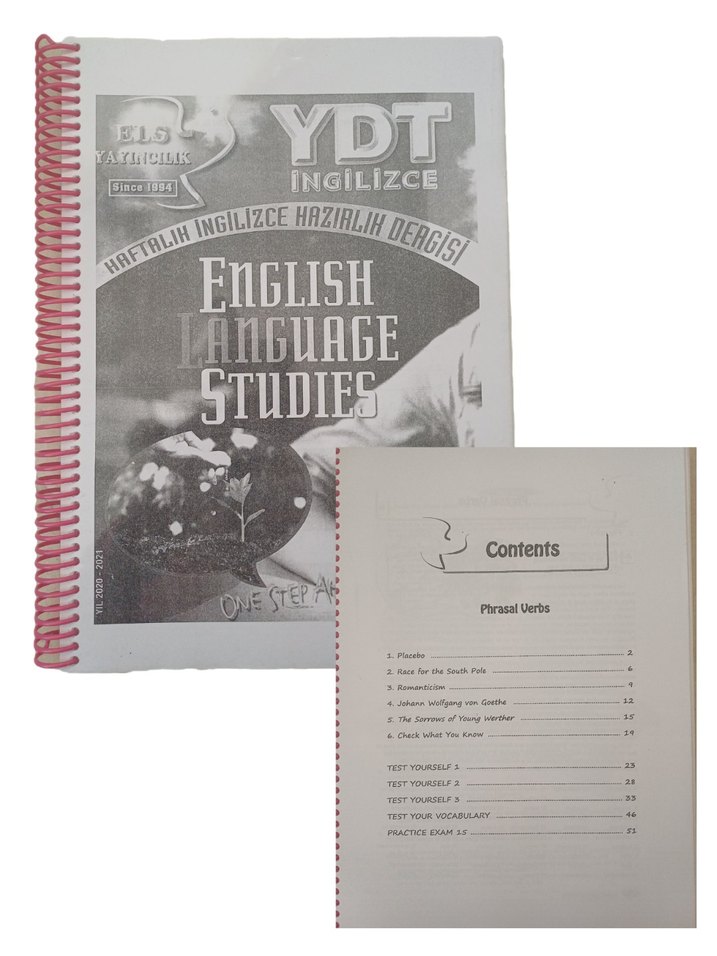 ELS
YAYINCILIK
Since 1994
YDT
İNGİLİZCE
HAFTALIK İNGİLİZCE HAZIRLIK DERGİSİ
ENGLISH
LANGUAGE
STUDIES
YIL 2020 - 2021
ONE STEP
Contents
Phrasal Verbs
1. Placebo 2
2. Race for the South Pole 6
3. Romanticism 9
4. Johann Wolfgang von Goethe 12
5. The Sorrows of Young Werther 15
6. Check What You Know 19
TEST YOURSELF 1 23
TEST YOURSELF 2 28
TEST YOURSELF 3 33
TEST YOUR VOCABULARY 46
PRACTICE EXAM 15 51